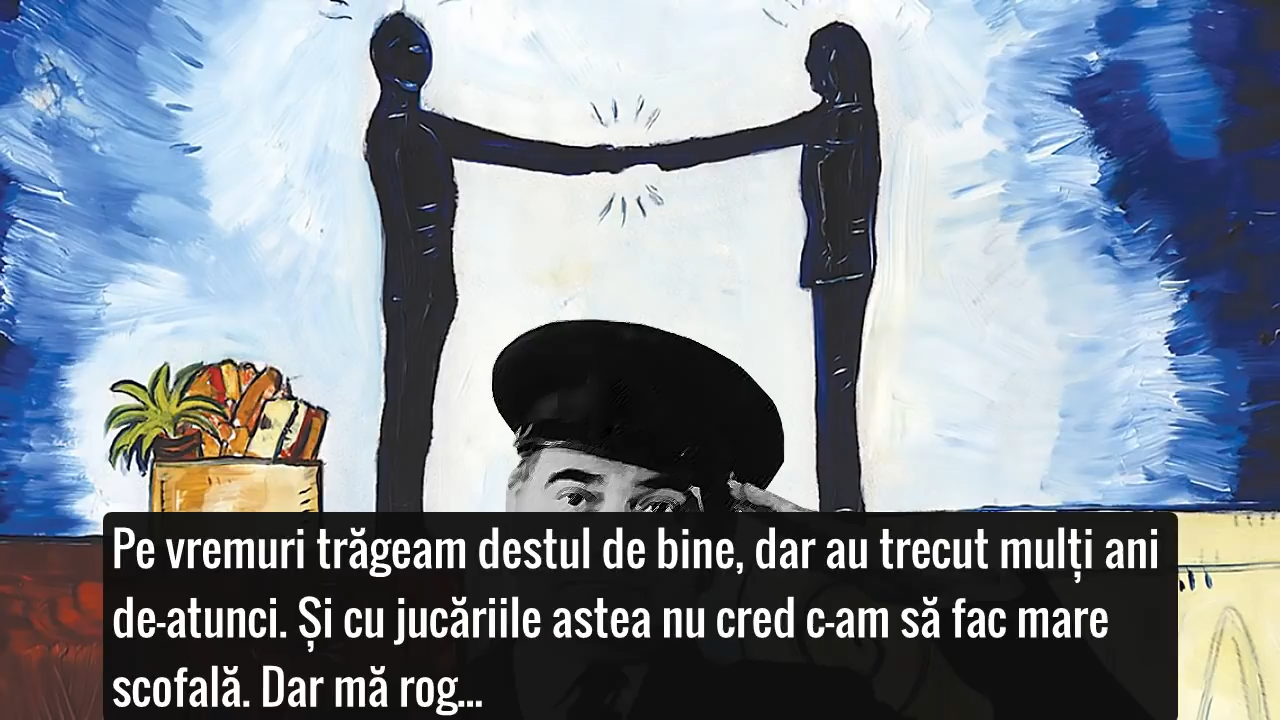 Pe vremuri trăgeam destul de bine, dar au trecut mulți ani
de-atunci. Și cu jucăriile astea nu cred c-am să fac mare
scofală. Dar mă rog...